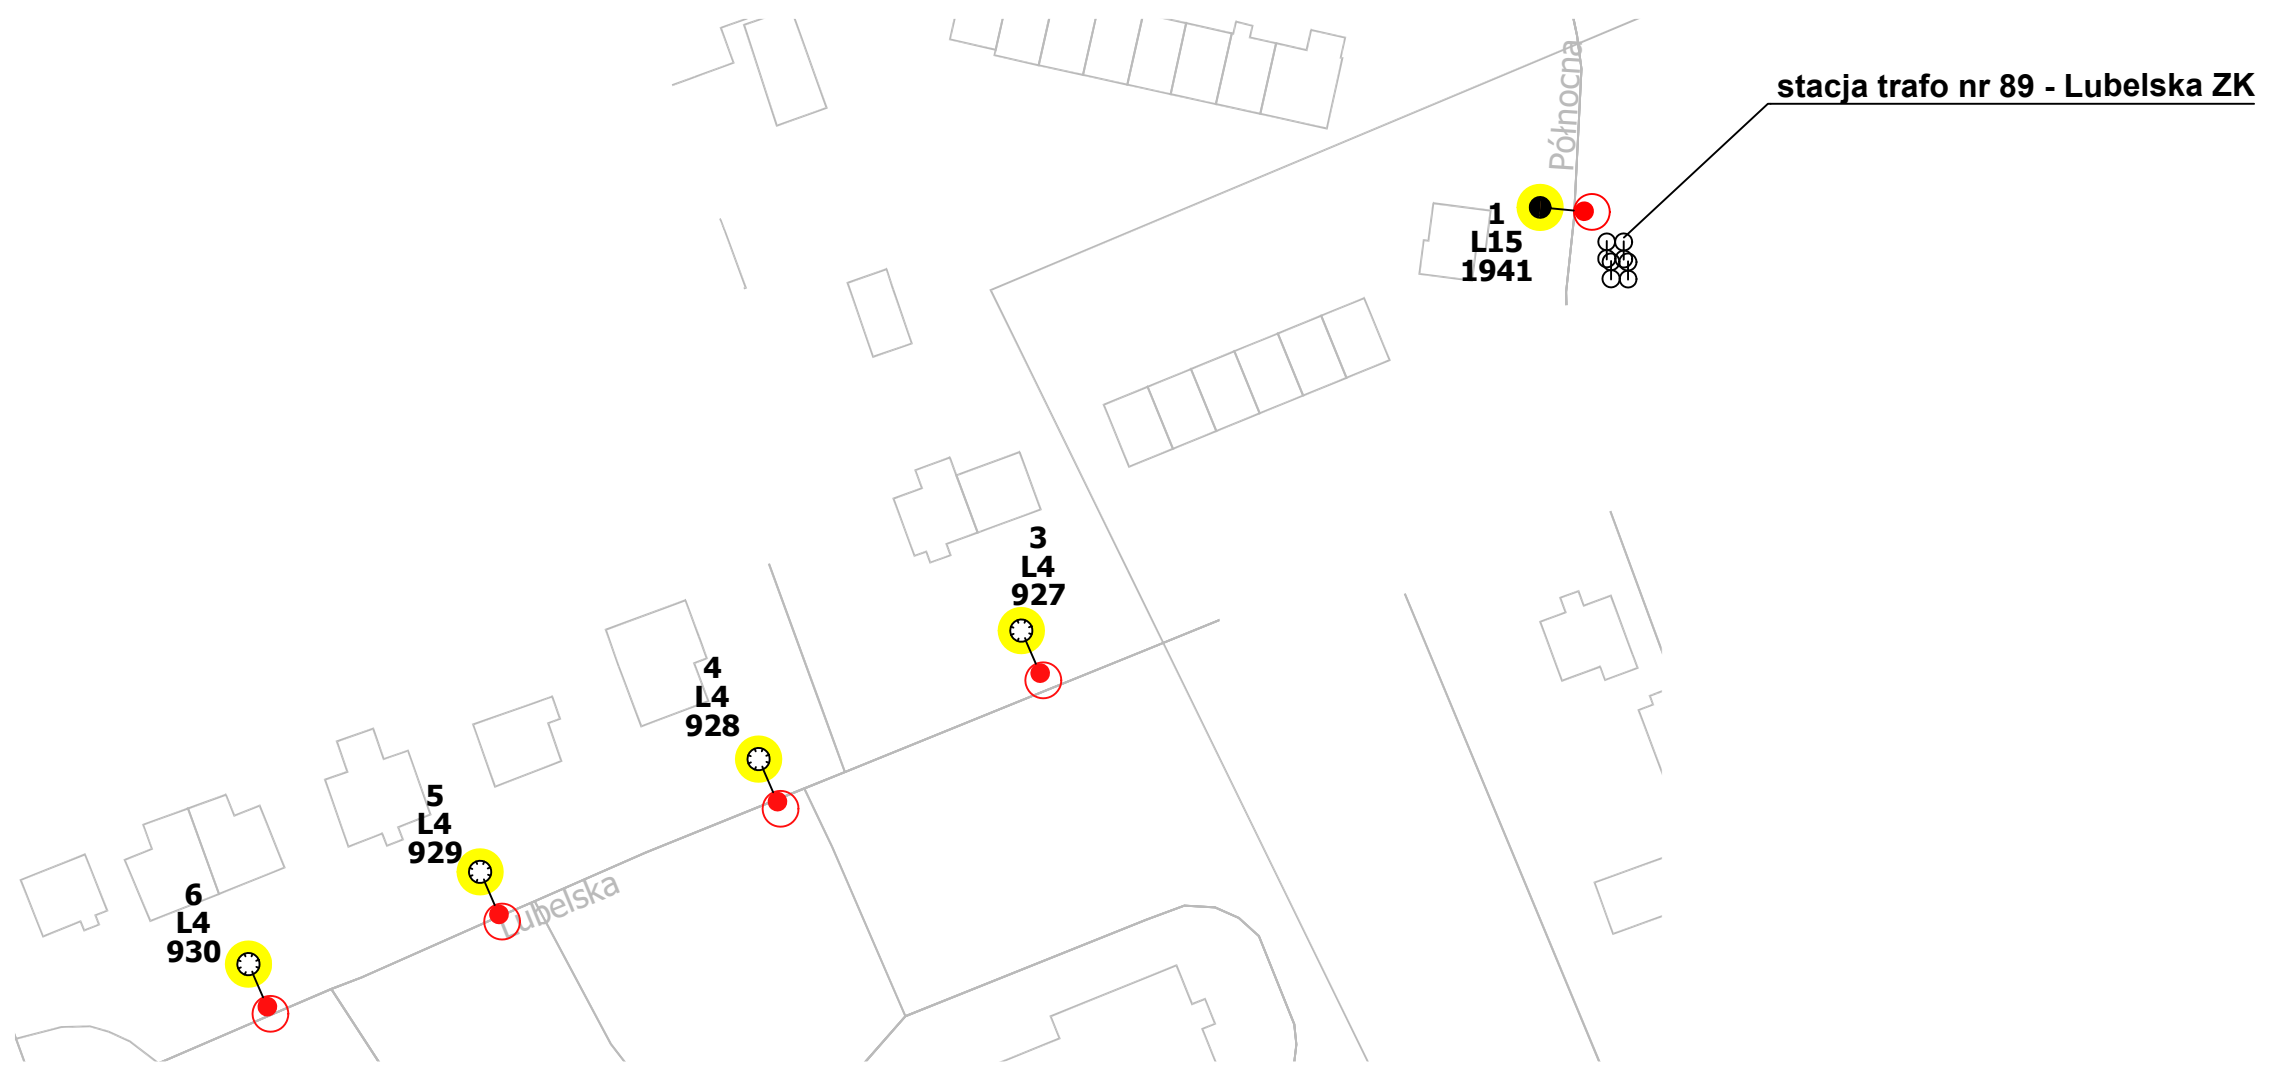 stacja trafo nr 89 - Lubelska ZK
Północna
1
L15
1941
3
L4
927
4
L4
928
5
L4
929
Lubelska
6
L4
930